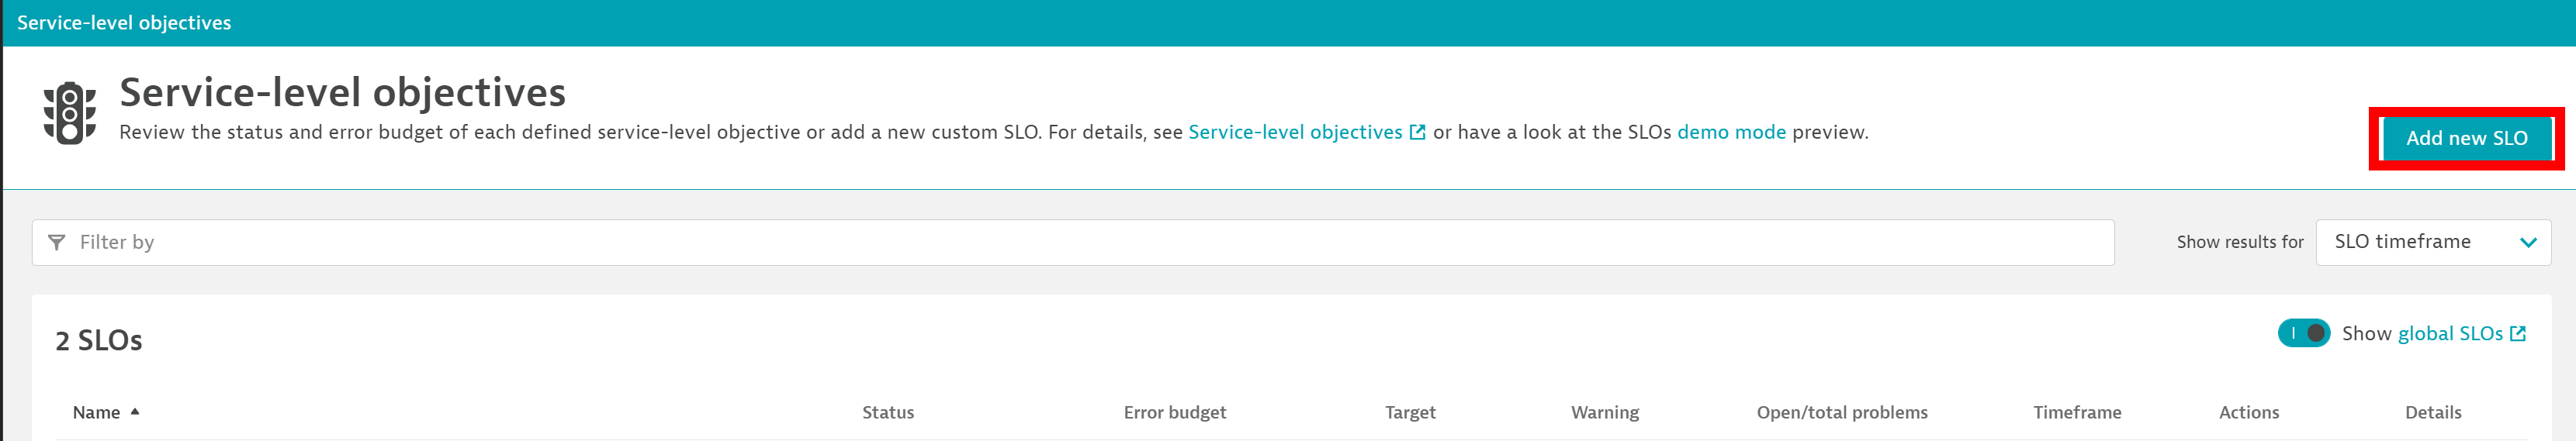 Service-level objectives
Service-level objectives
Review the status and error budget of each defined service-level objective or add a new custom SLO. For details, see Service-level objectives or have a look at the SLOs demo mode preview.
Add new SLO
Filter by
Show results for
SLO timeframe
2 SLOs
Show global SLOs
Name Status Error budget Target Warning Open/total problems Timeframe Actions Details